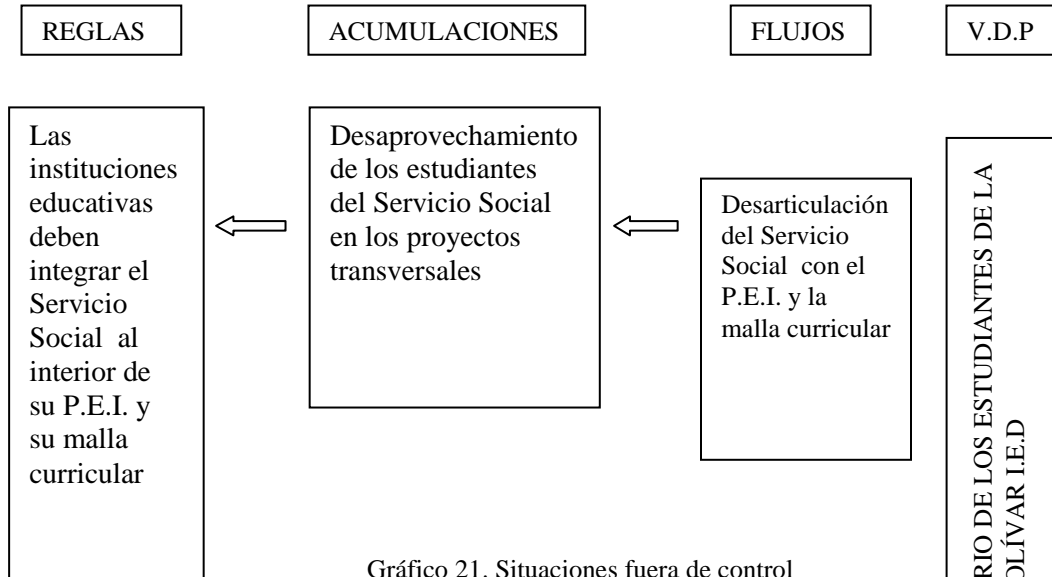 REGLAS
ACUMULACIONES
FLUJOS
V.D.P
Las
instituciones
educativas
deben
integrar el
Servicio
Social al
interior de
su P.E.I. y
su malla
curricular
Desaprovechamiento
de los estudiantes
del Servicio Social
en los proyectos
transversales
Desarticulación
del Servicio
Social con el
P.E.I. y la
malla curricular
DE LOS ESTUDIANTES DE LA
I.E.D
Gráfico 21. Situaciones fuera de control